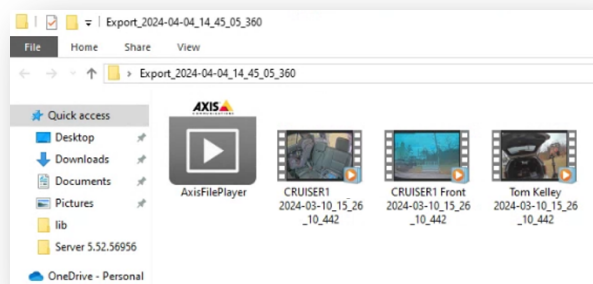 Export_2024-04-04_14_45_05_360
File Home Share View
Export_2024-04-04_14_45_05_360
Quick access
Desktop
Downloads
Documents
Pictures
lib
Server 5.52.56956
OneDrive - Personal
AXIS
COMMUNICATIONS
AxisFilePlayer
CRUISER1
2024-03-10_15_26
_10_442
CRUISER1 Front
2024-03-10_15_26
_10_442
Tom Kelley
2024-03-10_15_26
_10_442